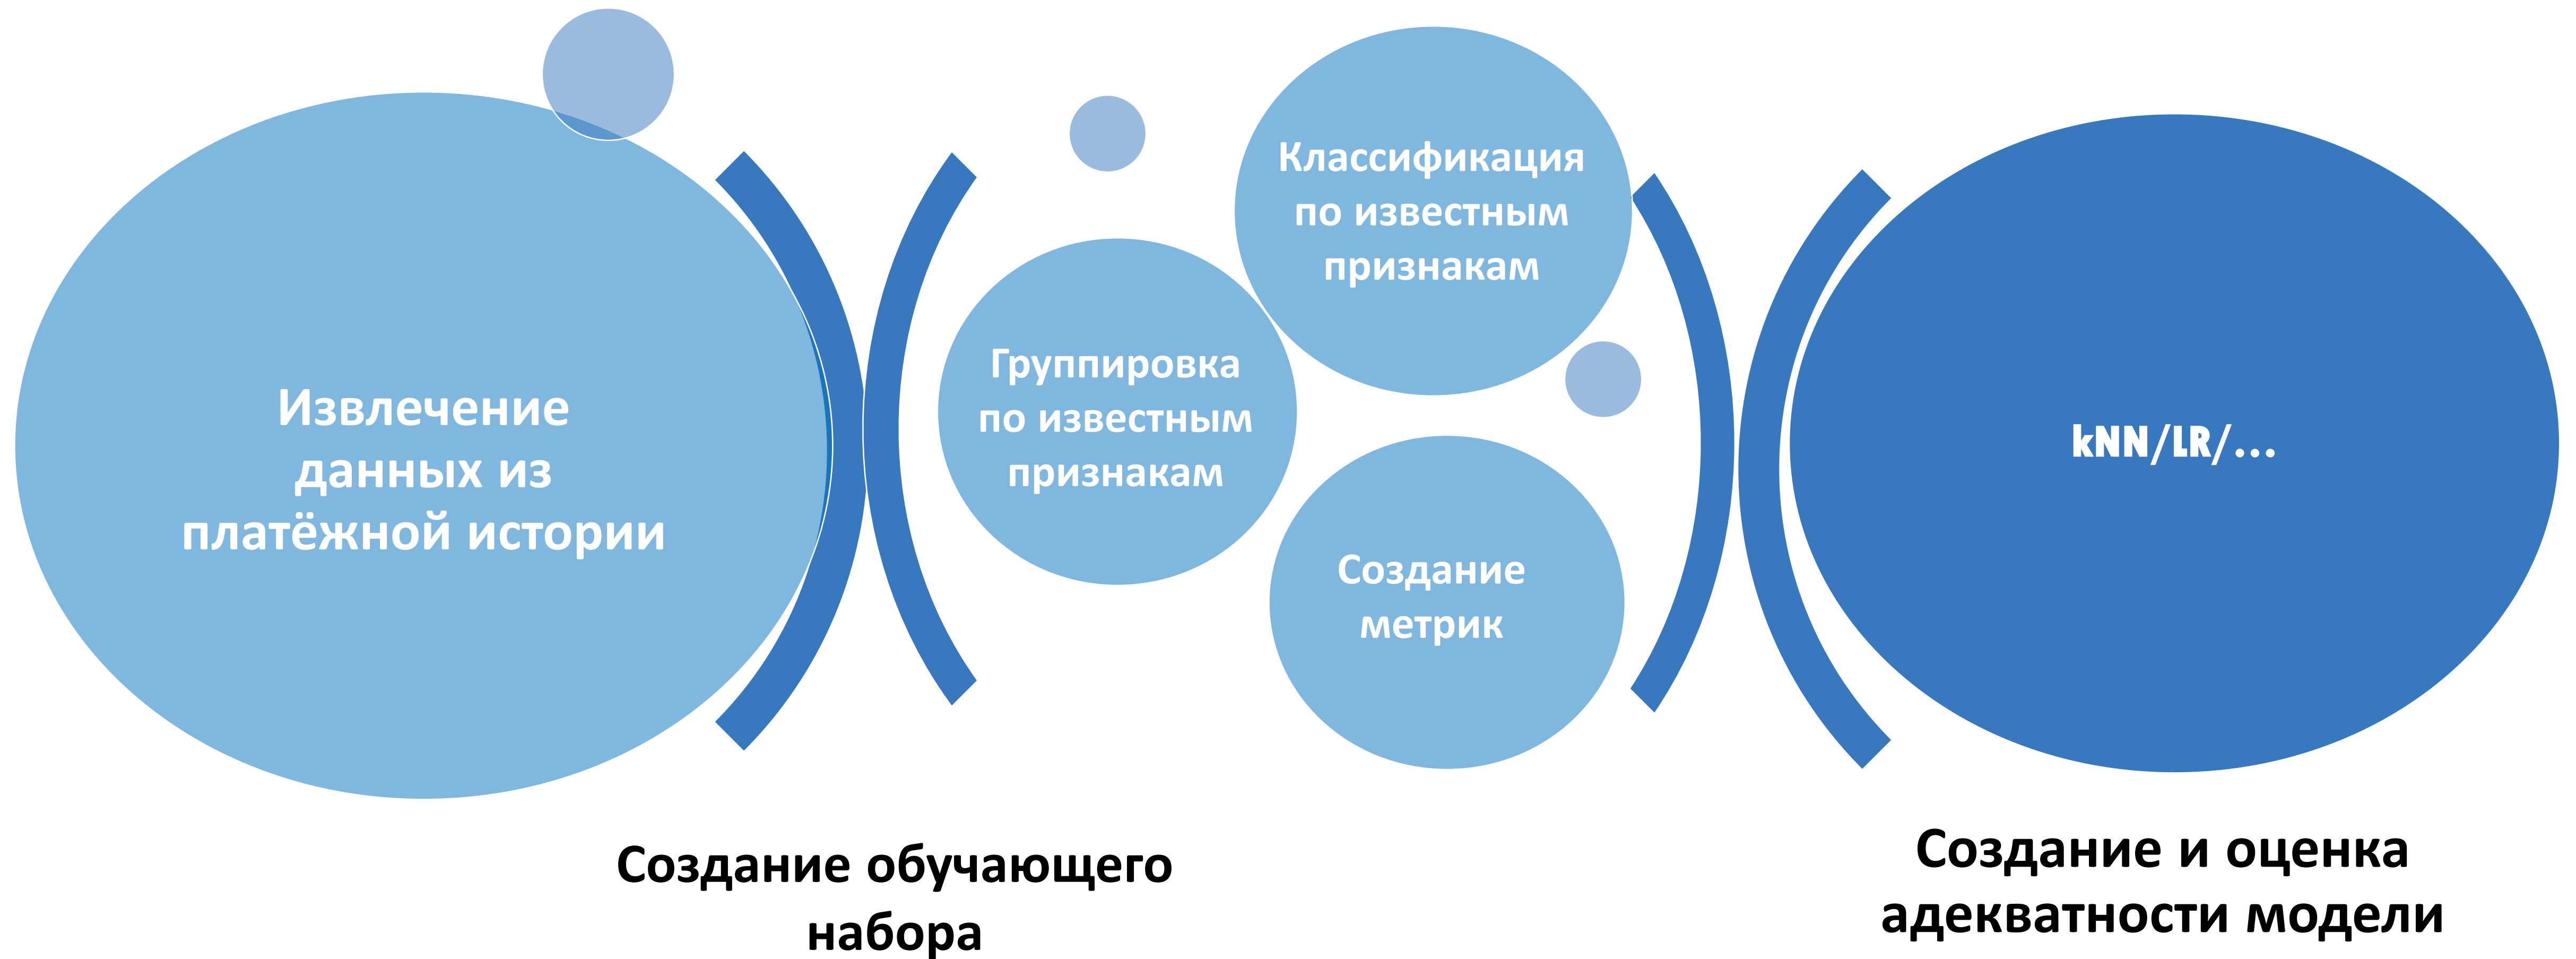 Извлечение
данных из
платёжной истории
Группировка
по известным
признакам
Классификация
по известным
признакам
Создание
метрик
kNN/LR/...
Создание обучающего
набора
Создание и оценка
адекватности модели